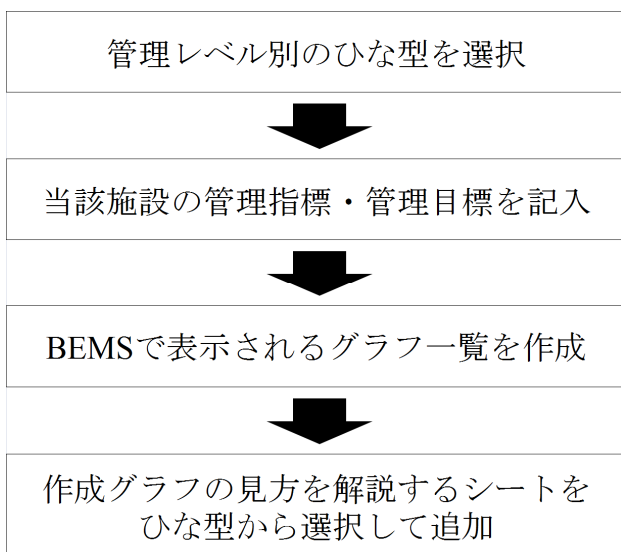 管理レベル別のひな型を選択
当該施設の管理指標・管理目標を記入
BEMSで表示されるグラフ一覧を作成
作成グラフの見方を解説するシートを
ひな型から選択して追加